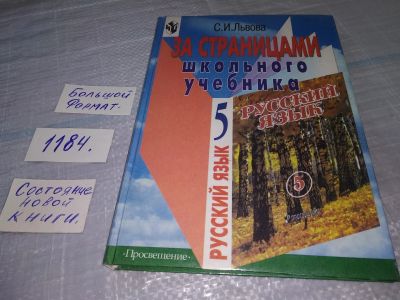 Большой
Формат.
1184.
Состояние
новой
книги.
С.И.Львова
ЗА СТРАНИЦАМИ
школьного
учебника
РУССКИЙ ЯЗЫК 5
РУССКИЙ
ЯЗЫК
5
·Просвещение·